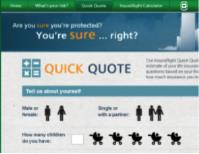 Home What's your risk? Quick Quote InsureRight Calculator
Are you sure you're protected?
You're sure ... right?
QUICK QUOTE
Tell us about yourself
Male or
female:
Single or
with a partner:
How many children
do you have: